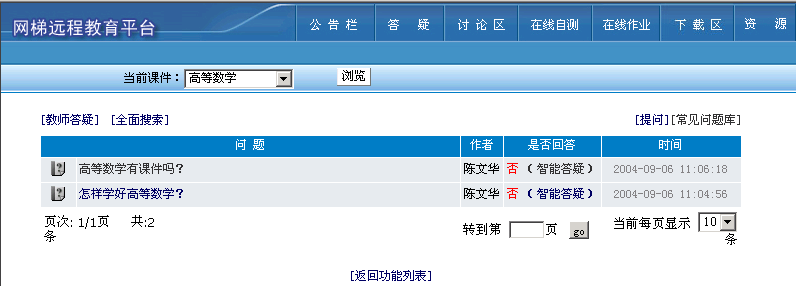 网梯远程教育平台 公告栏 答 疑 讨论区 在线自测 在线作业 下载区 资 源
当前课件： 高等数学 浏览
[教师答疑] [全面搜索] [提问][常见问题库]
问 题 作者 是否回答 时间
高等数学有课件吗？ 陈文华 否 (智能答疑) 2004-09-06 11:06:18
怎样学好高等数学？ 陈文华 否 (智能答疑) 2004-09-06 11:04:56
页次: 1/1页 共:2
条
转到第 页 go 当前每页显示 10
条
[返回功能列表]